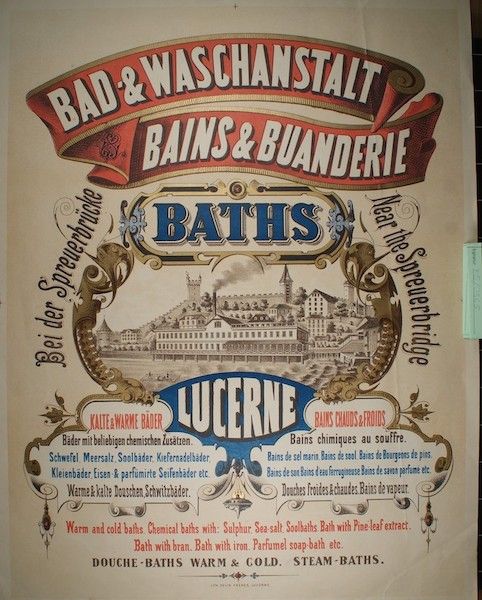 BAD-& WASCHANSTALT
BAINS & BUANDERIE
BATHS
Bei der Spreuerbrücke
Near the Spreuerbridge
LUCERNE
KALTE & WARME BÄDER
Bäder mit beliebigen chemischen Zusätzen.
Schwefel, Meersalz, Soolbäder, Kiefernadelbäder,
Kleienbäder, Eisen- & parfümirte Seifenbäder etc.
Warme & kalte Douschen, Schwitzbäder.
BAINS CHAUDS & FROIDS
Bains chimiques au souffre.
Bains de sel marin, Bains de sool, Bains de Bourgeons de pins.
Bains de son Bains d'eau ferrugineuse Bains de savon parfumé etc.
Douches froides & chaudes, Bains de vapeur.
Warm and cold baths. Chemical baths with: Sulphur, Sea-salt, Soolbaths. Bath with Pine-leaf extract.
Bath with bran. Bath with iron. Parfumel soap-bath etc.
DOUCHE-BATHS WARM & COLD. STEAM-BATHS.